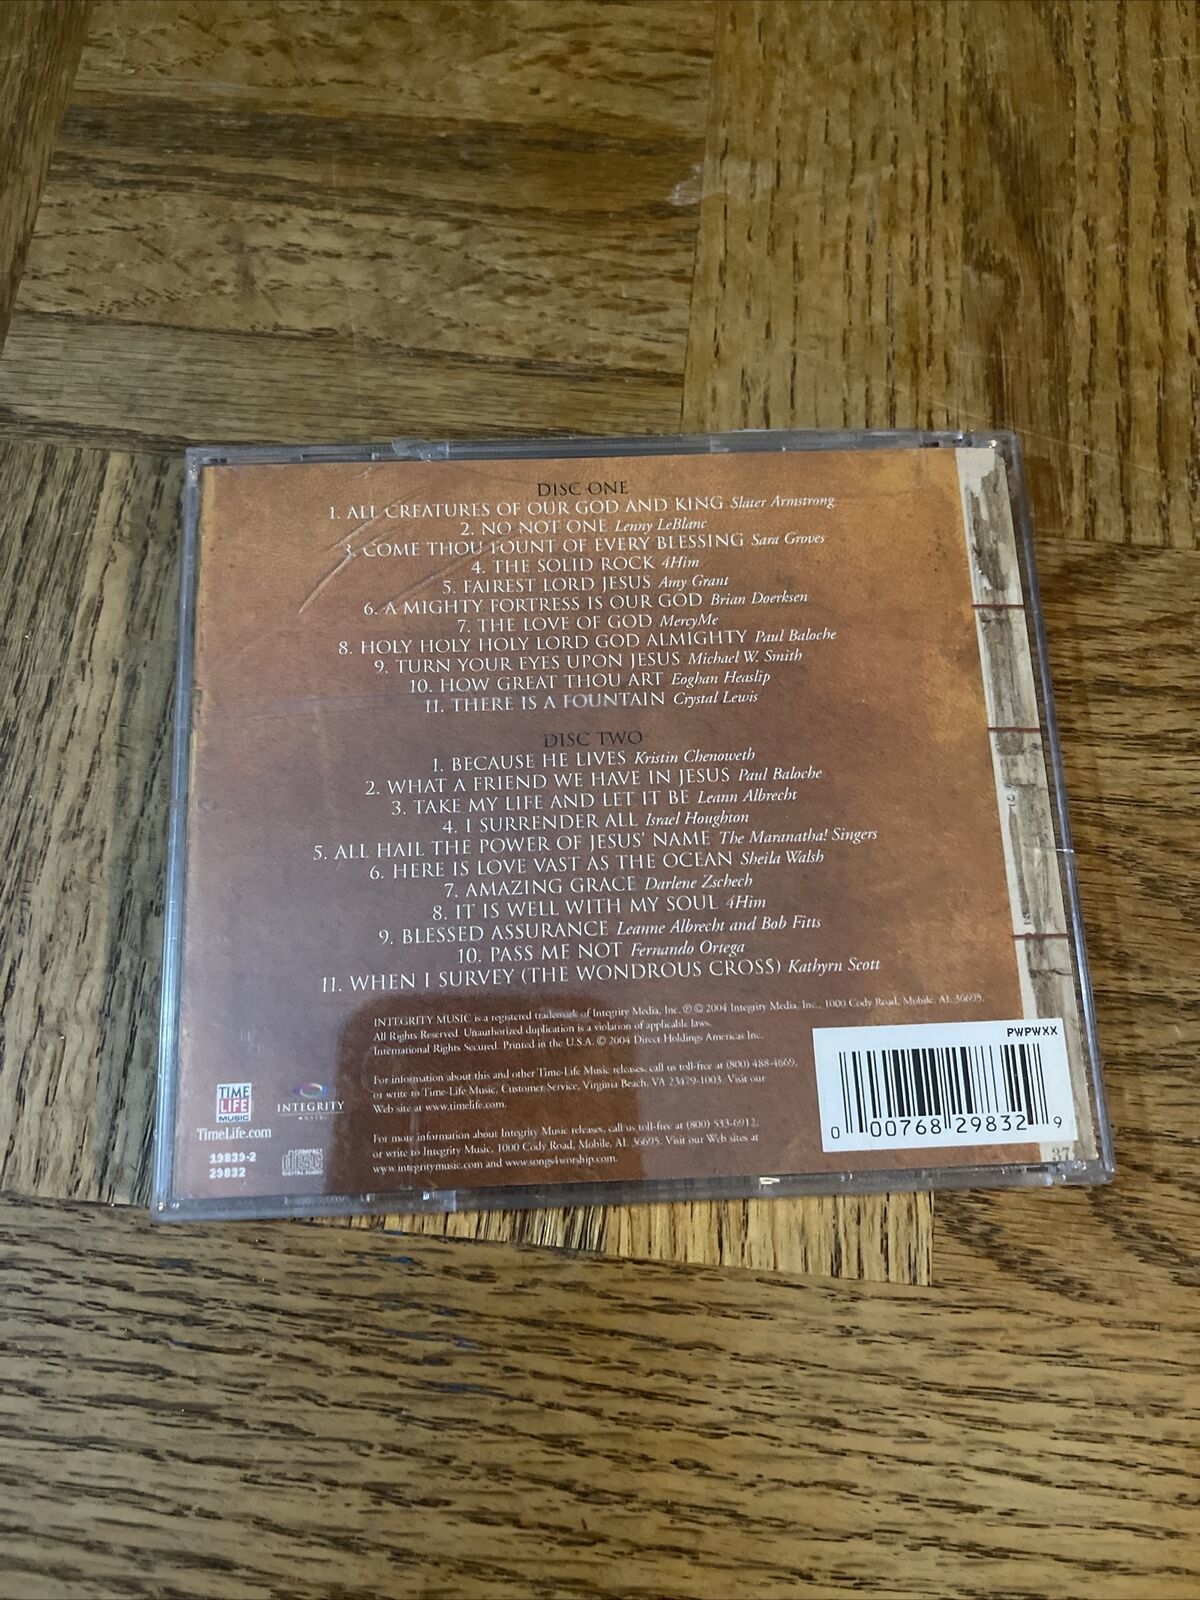 DISC ONE
1. ALL CREATURES OF OUR GOD AND KING Slater Armstrong
2. NO NOT ONE Lenny LeBlanc
3. COME THOU FOUNT OF EVERY BLESSING Sara Groves
4. THE SOLID ROCK 4Him
5. FAIREST LORD JESUS Amy Grant
6. A MIGHTY FORTRESS IS OUR GOD Brian Doerksen
7. THE LOVE OF GOD MercyMe
8. HOLY HOLY HOLY LORD GOD ALMIGHTY Paul Baloche
9. TURN YOUR EYES UPON JESUS Michael W. Smith
10. HOW GREAT THOU ART Eoghan Heaslip
11. THERE IS A FOUNTAIN Crystal Lewis
DISC TWO
1. BECAUSE HE LIVES Kristin Chenoweth
2. WHAT A FRIEND WE HAVE IN JESUS Paul Baloche
3. TAKE MY LIFE AND LET IT BE Leann Albrecht
4. I SURRENDER ALL Israel Houghton
5. ALL HAIL THE POWER OF JESUS' NAME The Maranatha! Singers
6. HERE IS LOVE VAST AS THE OCEAN Sheila Walsh
7. AMAZING GRACE Darlene Zschech
8. IT IS WELL WITH MY SOUL 4Him
9. BLESSED ASSURANCE Leanne Albrecht and Bob Fitts
10. PASS ME NOT Fernando Ortega
11. WHEN I SURVEY (THE WONDROUS CROSS) Kathyrn Scott
INTEGRITY MUSIC is a registered trademark of Integrity Media, Inc. ℗ © 2004 Integrity Media, Inc., 1000 Cody Road, Mobile, AL 36695.
All Rights Reserved. Unauthorized duplication is a violation of applicable laws.
International Rights Secured. Printed in the U.S.A. © 2004 Direct Holdings Americas Inc.
For information about this and other Time-Life Music releases, call us toll-free at (800) 488-4669,
or write to Time-Life Music, Customer Service, Virginia Beach, VA 23479-1003. Visit our
Web site at www.timelife.com.
For more information about Integrity Music releases, call us toll-free at (800) 533-6912,
or write to Integrity Music, 1000 Cody Road, Mobile, AL 36695. Visit our Web sites at
www.integritymusic.com and www.songs4worship.com.
TIME
LIFE
MUSIC
TimeLife.com
INTEGRITY
MUSIC
19839-2
29832
COMPACT
disc
DIGITAL AUDIO
PWPWXX
0 00768 29832 9
37